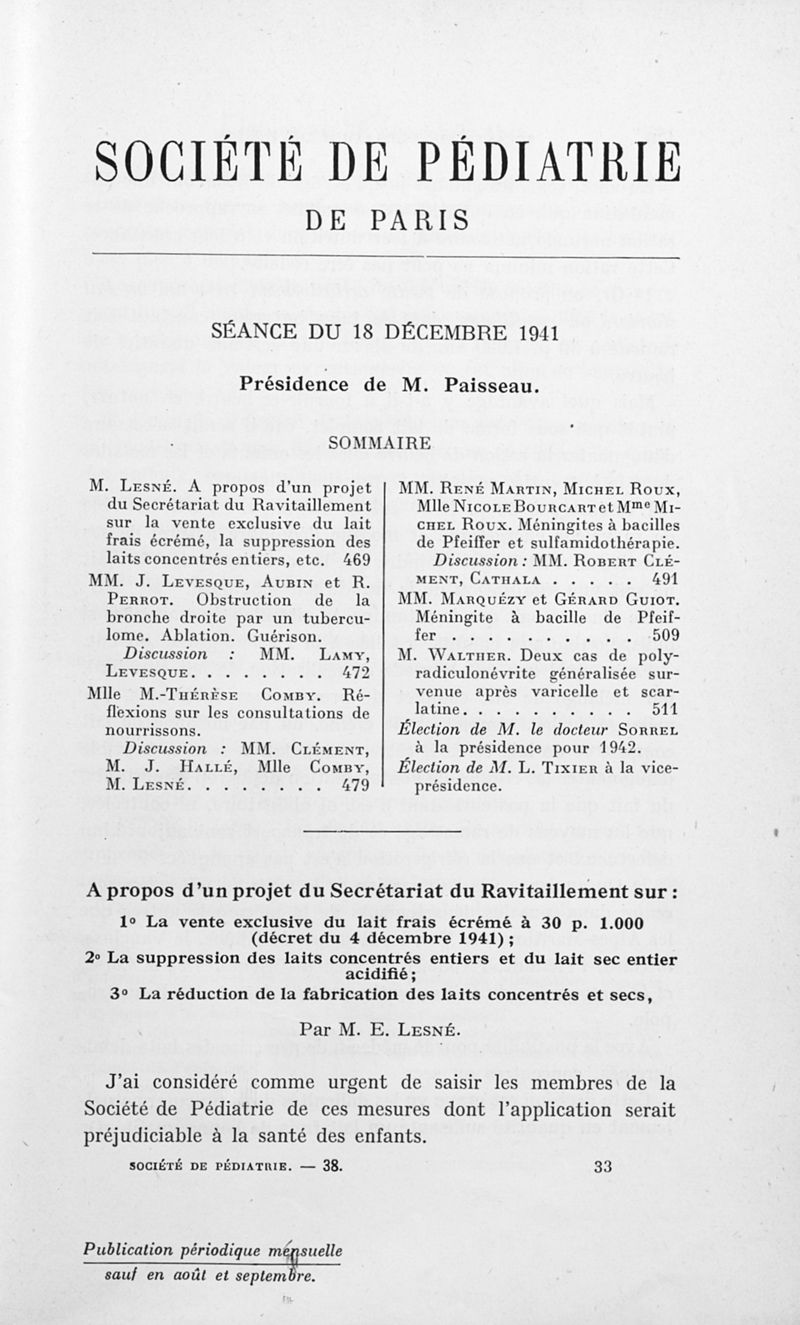 SOCIÉTÉ DE PÉDIATRIE
DE PARIS
SÉANCE DU 18 DÉCEMBRE 1941
Présidence de M. Paisseau.
SOMMAIRE
M. Lesné. A propos d'un projet
du Secrétariat du Ravitaillement
sur la vente exclusive du lait
frais écrémé, la suppression des
laits concentrés entiers, etc. 469
MM. J. Levesque, Aubin et R.
Perrot. Obstruction de la
bronche droite par un tubercu-
lome. Ablation. Guérison.
Discussion : MM. Lamy,
Levesque. . . . . . . . 472
Mlle M.-Thérèse Comby. Ré-
flexions sur les consultations de
nourrissons.
Discussion : MM. Clément,
M. J. Hallé, Mlle Comby,
M. Lesné. . . . . . . . 479
MM. René Martin, Michel Roux,
Mlle Nicole Bourcart et Mme Mi-
chel Roux. Méningites à bacilles
de Pfeiffer et sulfamidothérapie.
Discussion : MM. Robert Clé-
ment, Cathala . . . . . 491
MM. Marquézy et Gérard Guiot.
Méningite à bacille de Pfeif-
fer . . . . . . . . . . 509
M. Walther. Deux cas de poly-
radiculonévrite généralisée sur-
venue après varicelle et scar-
latine. . . . . . . . . . 511
Élection de M. le docteur Sorrel
à la présidence pour 1942.
Élection de M. L. Tixier à la vice-
présidence.
A propos d'un projet du Secrétariat du Ravitaillement sur :
1º La vente exclusive du lait frais écrémé à 30 p. 1.000
(décret du 4 décembre 1941) ;
2º La suppression des laits concentrés entiers et du lait sec entier
acidifié ;
3º La réduction de la fabrication des laits concentrés et secs,
Par M. E. Lesné.
J'ai considéré comme urgent de saisir les membres de la
Société de Pédiatrie de ces mesures dont l'application serait
préjudiciable à la santé des enfants.
SOCIÉTÉ DE PÉDIATRIE. — 38. 33
Publication périodique mensuelle
sauf en août et septembre.